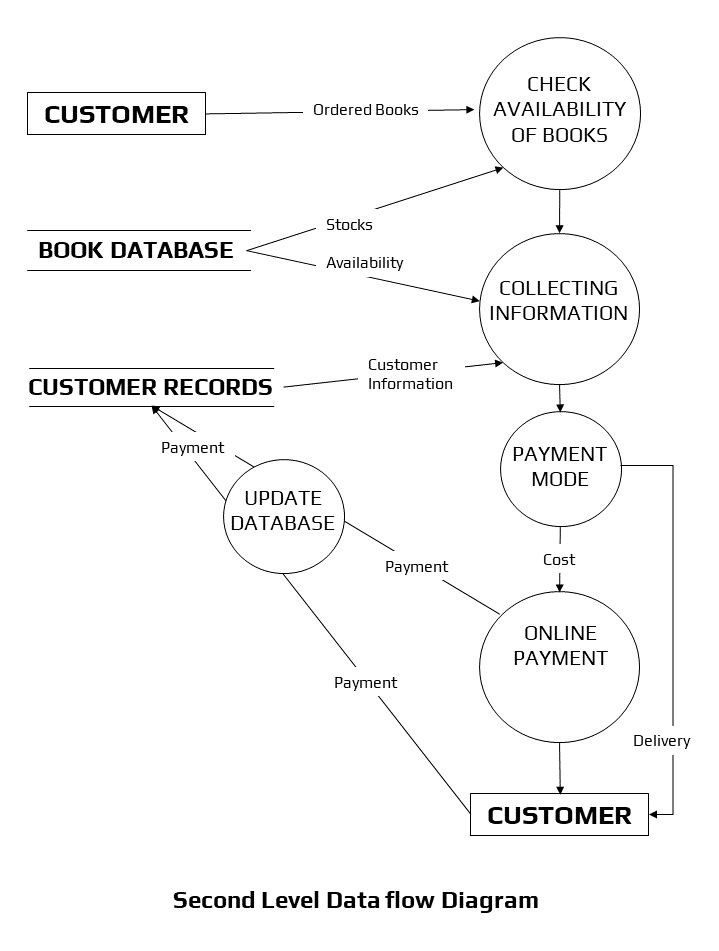 CHECK
AVAILABILITY
OF BOOKS
CUSTOMER
Ordered Books
Stocks
BOOK DATABASE
Availability
COLLECTING
INFORMATION
Customer
Information
CUSTOMER RECORDS
Payment
PAYMENT
MODE
UPDATE
DATABASE
Cost
Payment
ONLINE
PAYMENT
Payment
Delivery
CUSTOMER
Second Level Data flow Diagram